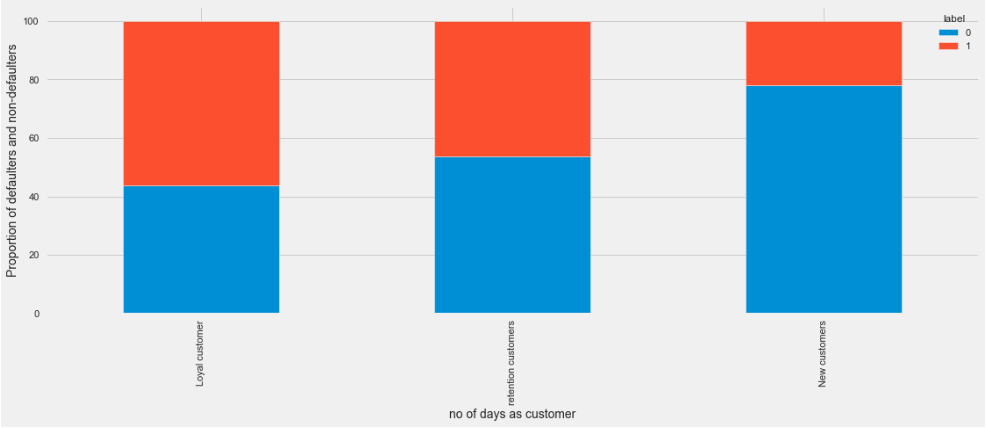 Proportion of defaulters and non-defaulters
100
80
60
40
20
0
label
0
1
Loyal customer
retention customers
New customers
no of days as customer